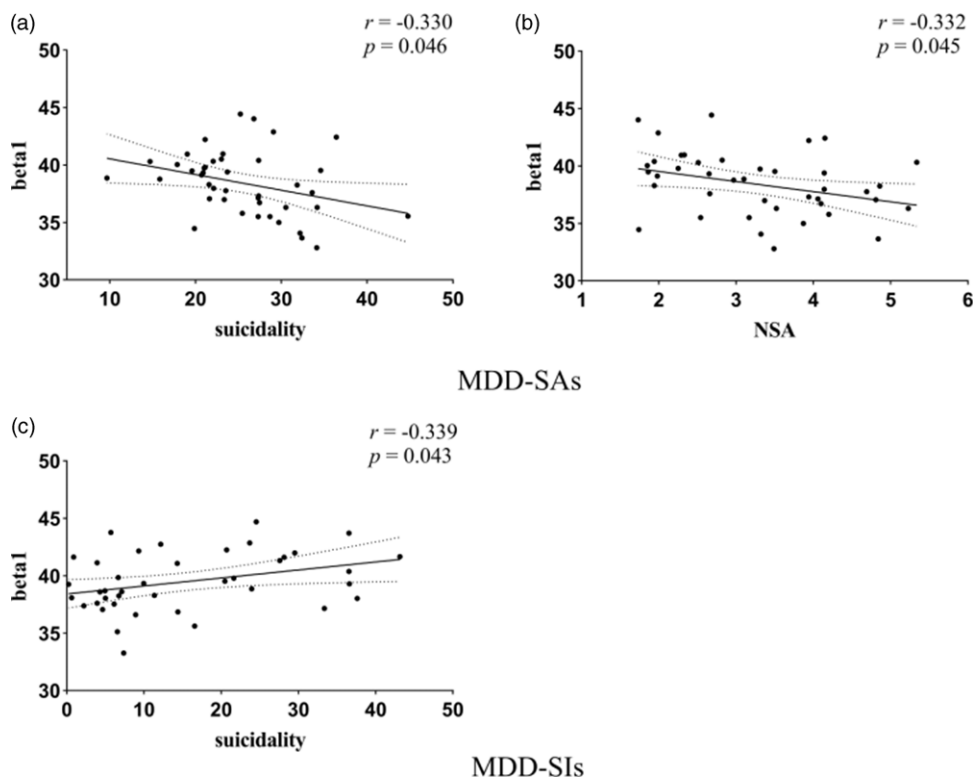 (a)
r = -0.330
p = 0.046
beta1
50
45
40
35
30
10 20 30 40 50
suicidality
(b)
r = -0.332
p = 0.045
beta1
50
45
40
35
30
1 2 3 4 5 6
NSA
MDD-SAs
(c)
r = -0.339
p = 0.043
beta1
50
45
40
35
30
0 10 20 30 40 50
suicidality
MDD-SIs